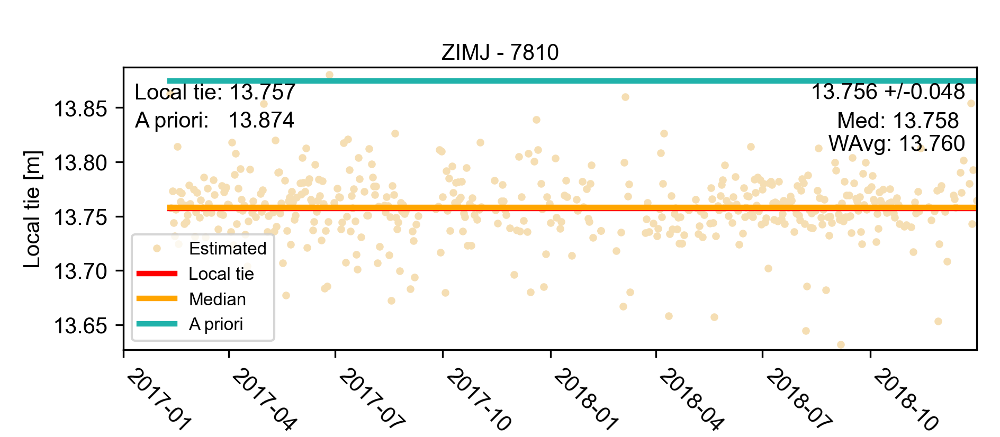 ZIMJ - 7810
Local tie: 13.757
A priori: 13.874
13.756 +/-0.048
Med: 13.758
WAvg: 13.760
Local tie [m]
13.85
13.80
13.75
13.70
13.65
Estimated
Local tie
Median
A priori
2017-01
2017-04
2017-07
2017-10
2018-01
2018-04
2018-07
2018-10